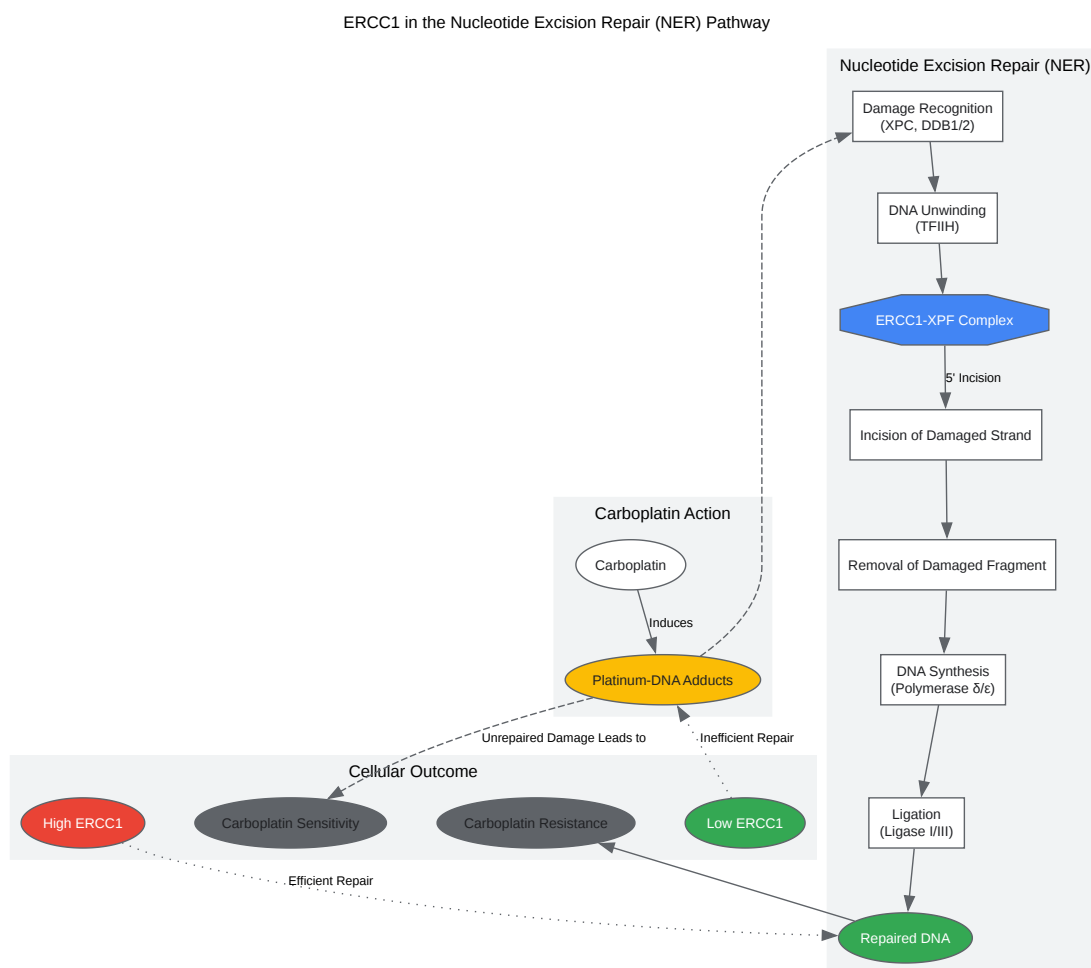 ERCC1 in the Nucleotide Excision Repair (NER) Pathway
Nucleotide Excision Repair (NER)
Damage Recognition
(XPC, DDB1/2)
DNA Unwinding
(TFIIH)
ERCC1-XPF Complex
5' Incision
Incision of Damaged Strand
Removal of Damaged Fragment
DNA Synthesis
(Polymerase δ/ε)
Ligation
(Ligase I/III)
Repaired DNA
Carboplatin Action
Carboplatin
Induces
Platinum-DNA Adducts
Unrepaired Damage Leads to
Inefficient Repair
Cellular Outcome
High ERCC1
Carboplatin Sensitivity
Carboplatin Resistance
Low ERCC1
Efficient Repair